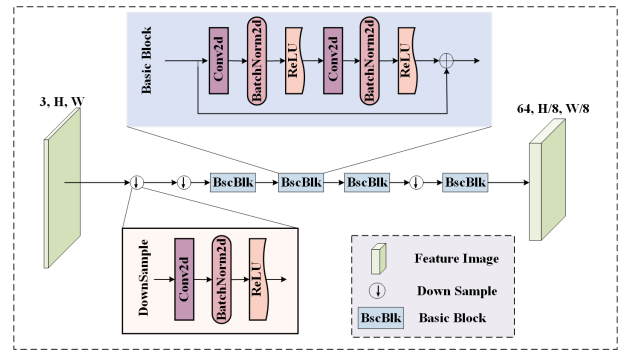 Basic Block
Conv2d
BatchNorm2d
ReLU
Conv2d
BatchNorm2d
ReLU
3, H, W
64, H/8, W/8
BscBlk
BscBlk
BscBlk
BscBlk
DownSample
Conv2d
BatchNorm2d
ReLU
Feature Image
Down Sample
BscBlk
Basic Block